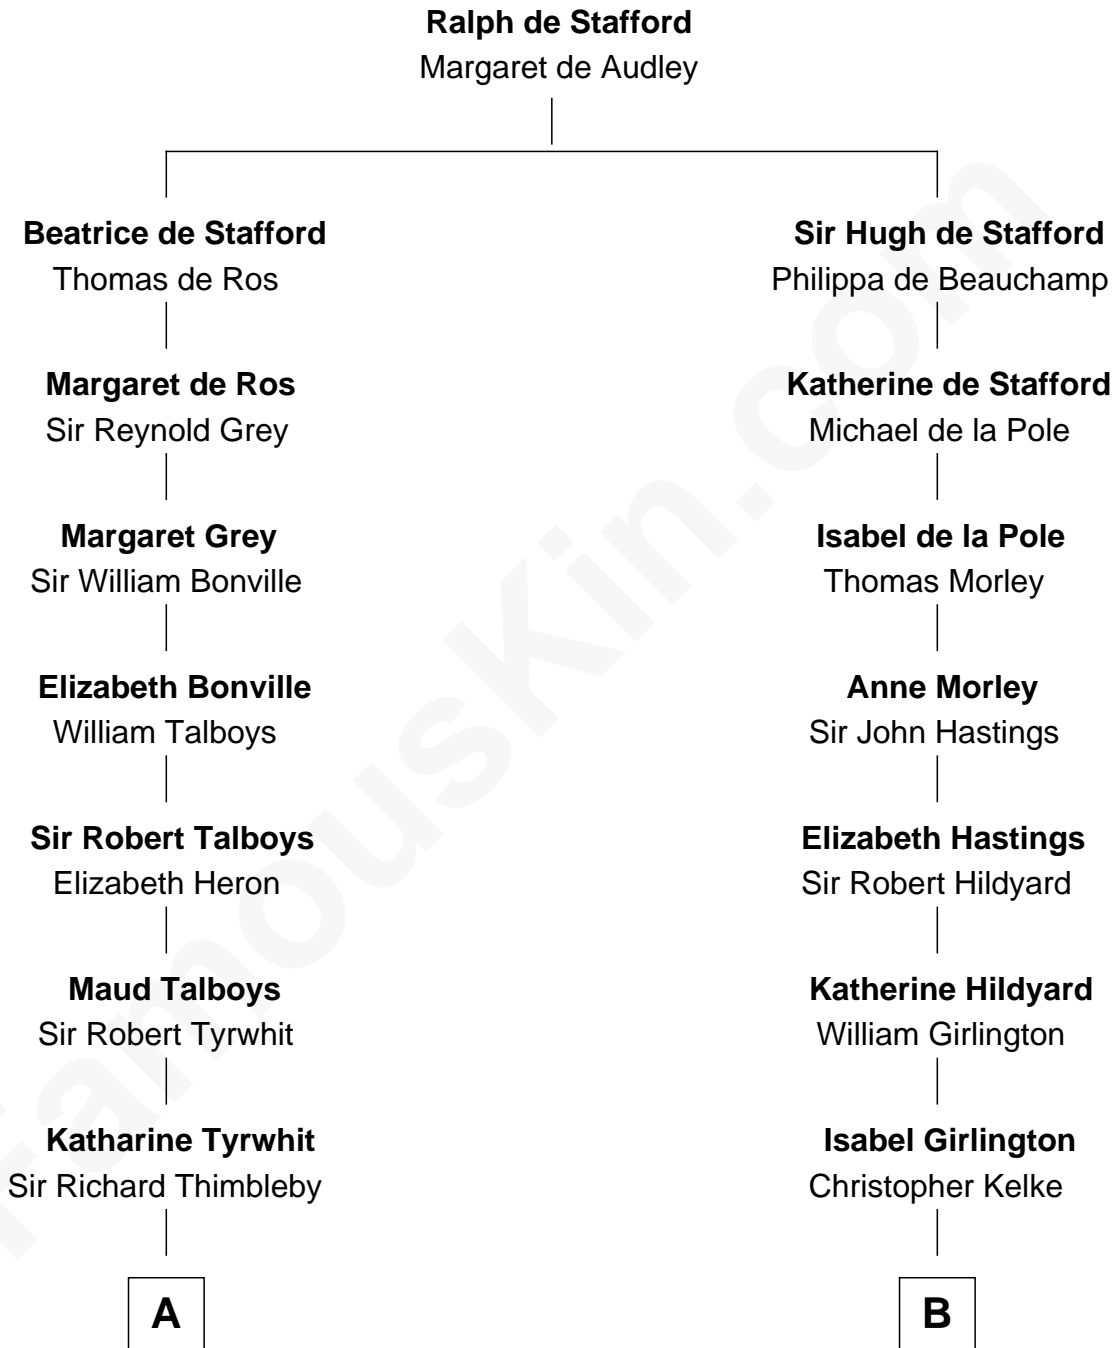 Ralph de Stafford
Margaret de Audley
Beatrice de Stafford
Thomas de Ros
Margaret de Ros
Sir Reynold Grey
Margaret Grey
Sir William Bonville
Elizabeth Bonville
William Talboys
Sir Robert Talboys
Elizabeth Heron
Maud Talboys
Sir Robert Tyrwhit
Katharine Tyrwhit
Sir Richard Thimbleby
A
Sir Hugh de Stafford
Philippa de Beauchamp
Katherine de Stafford
Michael de la Pole
Isabel de la Pole
Thomas Morley
Anne Morley
Sir John Hastings
Elizabeth Hastings
Sir Robert Hildyard
Katherine Hildyard
William Girlington
Isabel Girlington
Christopher Kelke
B
FamousKin.com